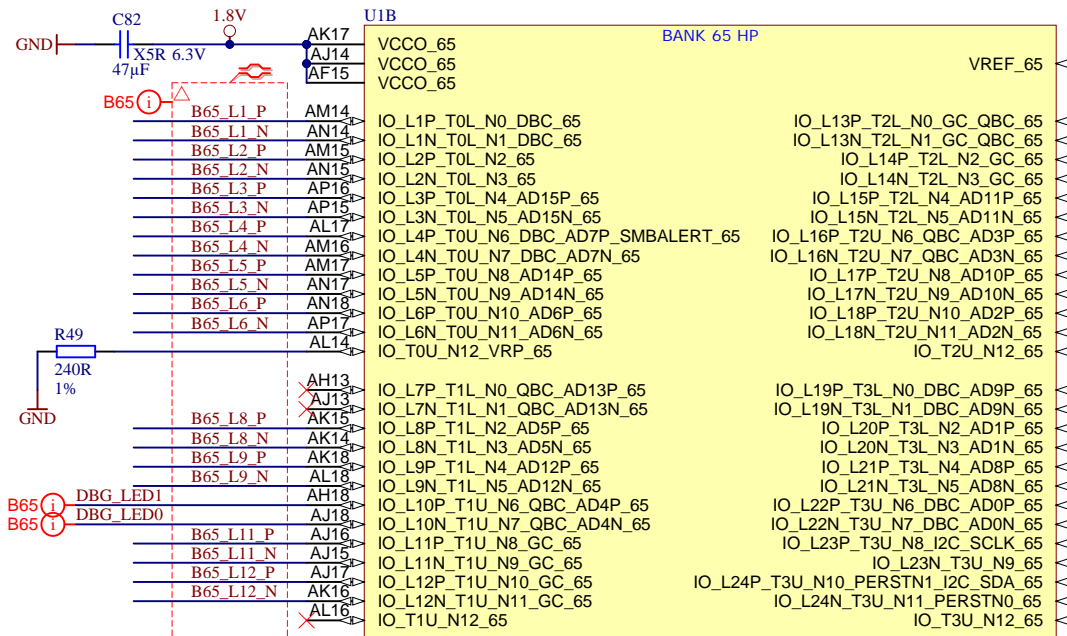 C82
1.8V
U1B
GND
X5R 6.3V
47µF
AK17
VCCO_65
BANK 65 HP
AJ14
VCCO_65
VREF_65
AF15
VCCO_65
B65 i
B65_L1_P AM14 IO_L1P_T0L_N0_DBC_65 IO_L13P_T2L_N0_GC_QBC_65
B65_L1_N AN14 IO_L1N_T0L_N1_DBC_65 IO_L13N_T2L_N1_GC_QBC_65
B65_L2_P AM15 IO_L2P_T0L_N2_65 IO_L14P_T2L_N2_GC_65
B65_L2_N AN15 IO_L2N_T0L_N3_65 IO_L14N_T2L_N3_GC_65
B65_L3_P AP16 IO_L3P_T0L_N4_AD15P_65 IO_L15P_T2L_N4_AD11P_65
B65_L3_N AP15 IO_L3N_T0L_N5_AD15N_65 IO_L15N_T2L_N5_AD11N_65
B65_L4_P AL17 IO_L4P_T0U_N6_DBC_AD7P_SMBALERT_65 IO_L16P_T2U_N6_QBC_AD3P_65
B65_L4_N AM16 IO_L4N_T0U_N7_DBC_AD7N_65 IO_L16N_T2U_N7_QBC_AD3N_65
B65_L5_P AM17 IO_L5P_T0U_N8_AD14P_65 IO_L17P_T2U_N8_AD10P_65
B65_L5_N AN17 IO_L5N_T0U_N9_AD14N_65 IO_L17N_T2U_N9_AD10N_65
B65_L6_P AN18 IO_L6P_T0U_N10_AD6P_65 IO_L18P_T2U_N10_AD2P_65
B65_L6_N AP17 IO_L6N_T0U_N11_AD6N_65 IO_L18N_T2U_N11_AD2N_65
R49
AL14 IO_T0U_N12_VRP_65 IO_T2U_N12_65
240R
1%
GND
AH13 IO_L7P_T1L_N0_QBC_AD13P_65 IO_L19P_T3L_N0_DBC_AD9P_65
AJ13 IO_L7N_T1L_N1_QBC_AD13N_65 IO_L19N_T3L_N1_DBC_AD9N_65
B65_L8_P AK15 IO_L8P_T1L_N2_AD5P_65 IO_L20P_T3L_N2_AD1P_65
B65_L8_N AK14 IO_L8N_T1L_N3_AD5N_65 IO_L20N_T3L_N3_AD1N_65
B65_L9_P AK18 IO_L9P_T1L_N4_AD12P_65 IO_L21P_T3L_N4_AD8P_65
B65_L9_N AL18 IO_L9N_T1L_N5_AD12N_65 IO_L21N_T3L_N5_AD8N_65
B65 i DBG_LED1 AH18 IO_L10P_T1U_N6_QBC_AD4P_65 IO_L22P_T3U_N6_DBC_AD0P_65
B65 i DBG_LED0 AJ18 IO_L10N_T1U_N7_QBC_AD4N_65 IO_L22N_T3U_N7_DBC_AD0N_65
B65_L11_P AJ16 IO_L11P_T1U_N8_GC_65 IO_L23P_T3U_N8_I2C_SCLK_65
B65_L11_N AJ15 IO_L11N_T1U_N9_GC_65 IO_L23N_T3U_N9_65
B65_L12_P AJ17 IO_L12P_T1U_N10_GC_65 IO_L24P_T3U_N10_PERSTN1_I2C_SDA_65
B65_L12_N AK16 IO_L12N_T1U_N11_GC_65 IO_L24N_T3U_N11_PERSTN0_65
AL16 IO_T1U_N12_65 IO_T3U_N12_65